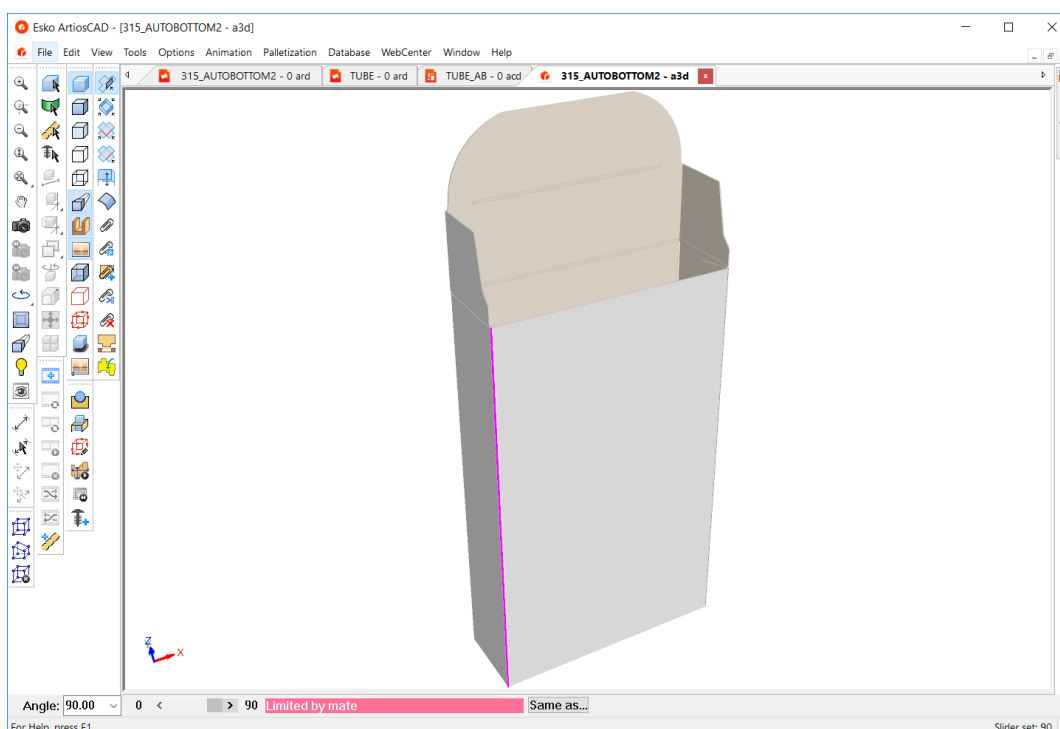 Esko ArtiosCAD - [315_AUTOBOTTOM2 - a3d]
File Edit View Tools Options Animation Palletization Database WebCenter Window Help
315_AUTOBOTTOM2 - 0 ard TUBE - 0 ard TUBE_AB - 0 acd 315_AUTOBOTTOM2 - a3d x
Z
X
Angle: 90.00 0 < > 90 Limited by mate Same as...
For Help, press F1 Slider set: 90